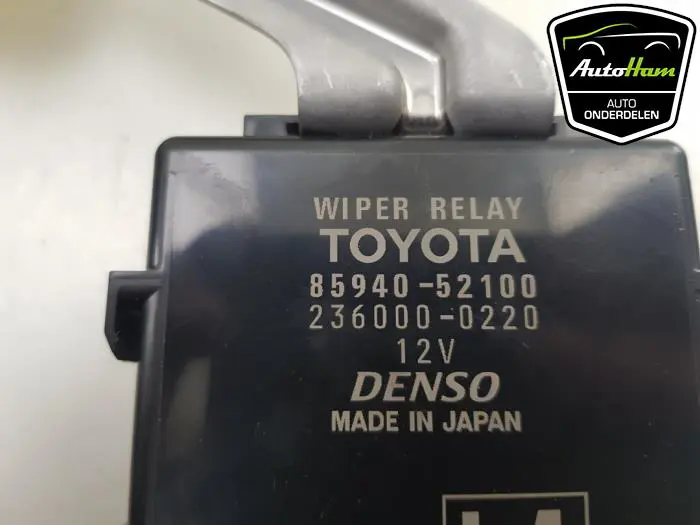 AutoHam
AUTO
ONDERDELEN
WIPER RELAY
TOYOTA
85940-52100
236000-0220
12V
DENSO
MADE IN JAPAN